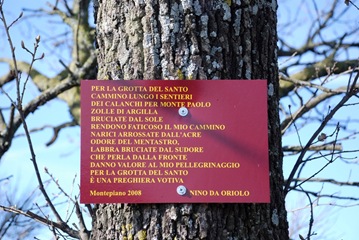 PER LA GROTTA DEL SANTO
CAMMINO LUNGO I SENTIERI
DEI CALANCHI PER MONTE PAOLO
ZOLLE DI ARGILLA
BRUCIATE DAL SOLE
RENDONO FATICOSO IL MIO CAMMINO
NARICI ARROSSATE DALL'ACRE
ODORE DEL MENTASTRO,
LABBRA BRUCIATE DAL SUDORE
CHE PERLA DALLA FRONTE
DANNO VALORE AL MIO PELLEGRINAGGIO
PER LA GROTTA DEL SANTO
È UNA PREGHIERA VOTIVA
Montepiano 2008 NINO DA ORIOLO